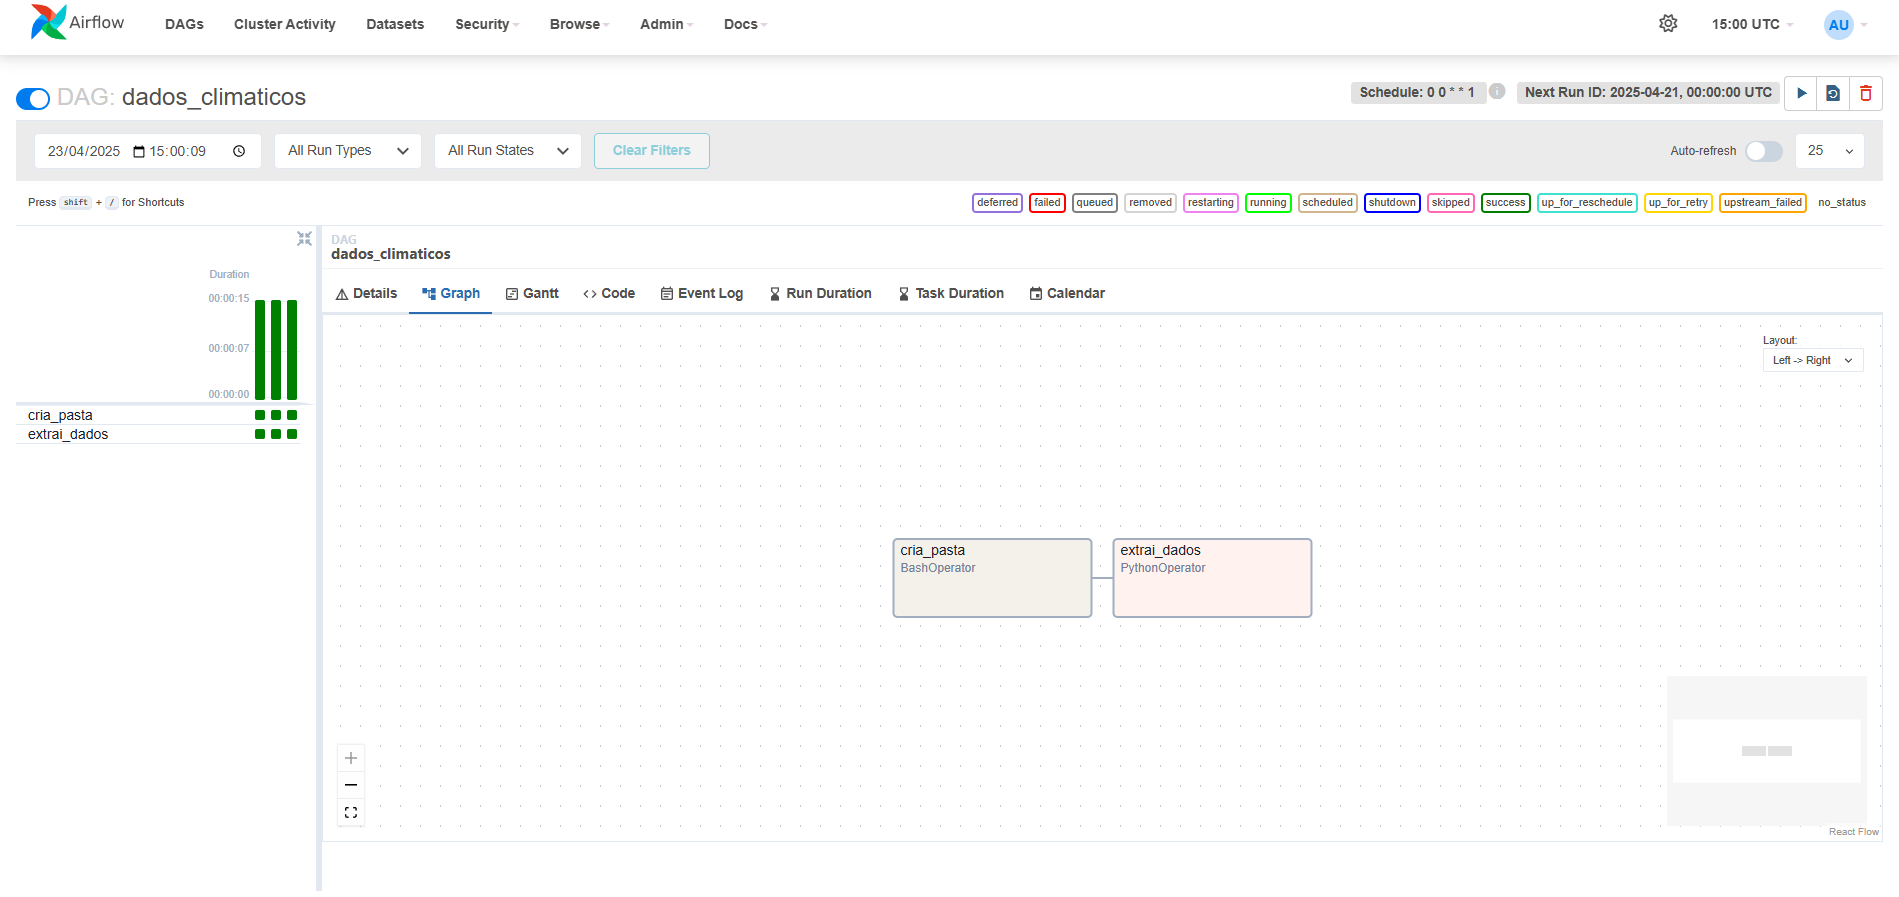 Airflow DAGs Cluster Activity Datasets Security Browse Admin Docs 15:00 UTC AU
DAG: dados_climaticos Schedule: 0 0 * * 1 i Next Run ID: 2025-04-21, 00:00:00 UTC
23/04/2025 15:00:09 All Run Types All Run States Clear Filters Auto-refresh 25
Press shift + / for Shortcuts deferred failed queued removed restarting running scheduled shutdown skipped success up_for_reschedule up_for_retry upstream_failed no_status
DAG
dados_climaticos
Duration
00:00:15
00:00:07
00:00:00
cria_pasta
extrai_dados
Details Graph Gantt Code Event Log Run Duration Task Duration Calendar
Layout:
Left -> Right
cria_pasta
BashOperator
extrai_dados
PythonOperator
React Flow